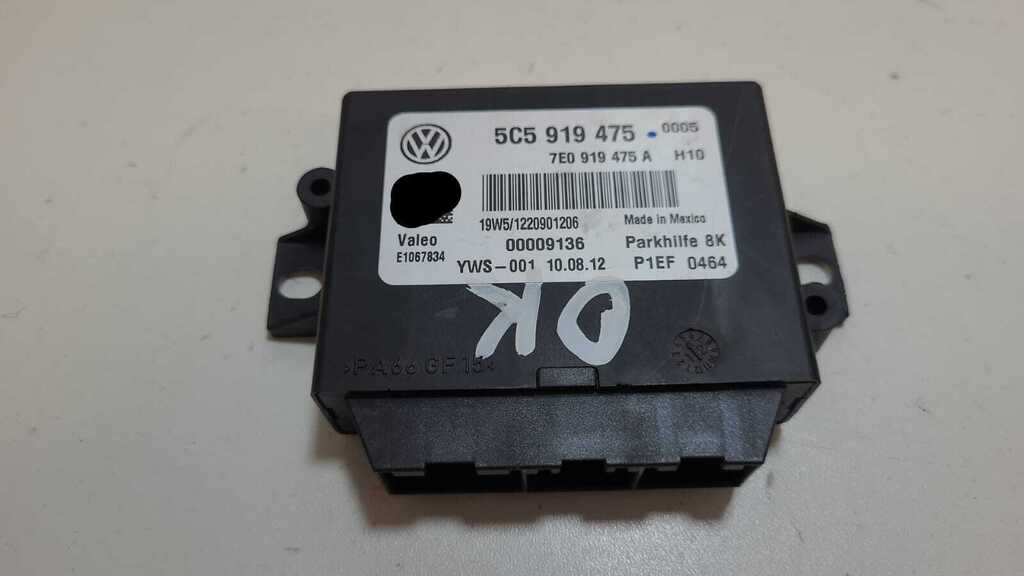 5C5 919 475 0005
7E0 919 475 A H10
19W5/1220901206 Made in Mexico
Valeo 00009136 Parkhilfe 8K
E1067834
YWS-001 10.08.12 P1EF 0464
OK
>PA66 GF15<